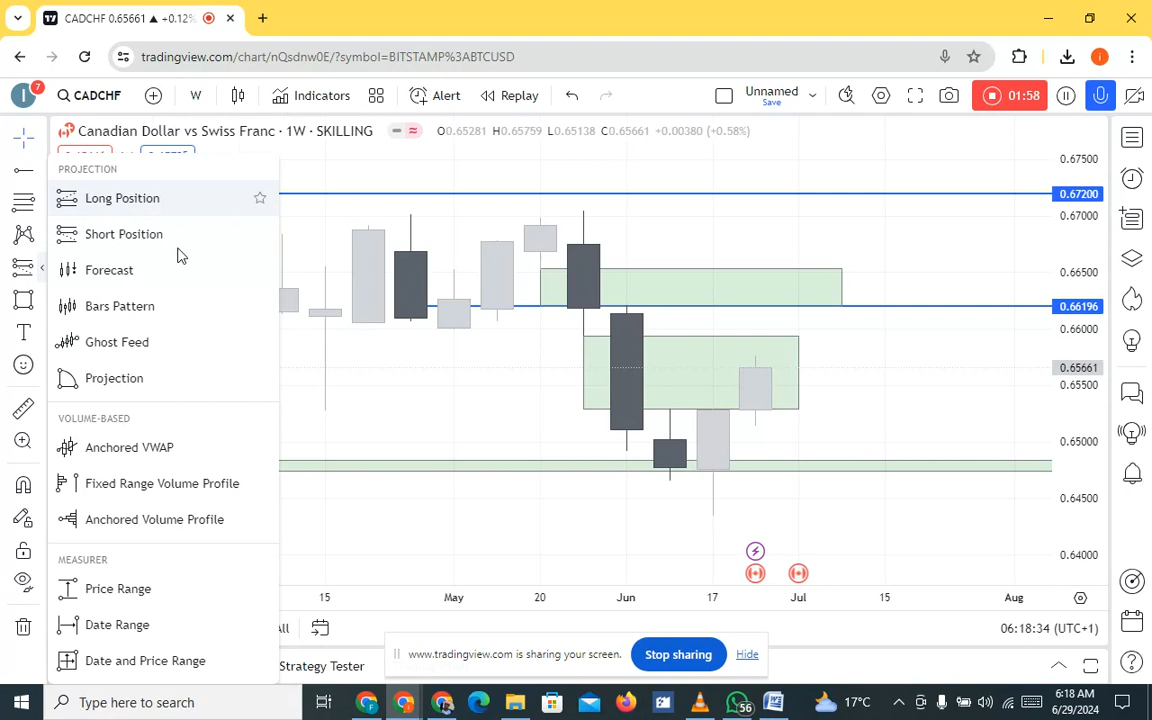 CADCHF 0.65661 ▲ +0.12%
tradingview.com/chart/nQsdnw0E/?symbol=BITSTAMP%3ABTCUSD
I
7
CADCHF
W
Indicators
Alert
Replay
Unnamed
Save
01:58
Canadian Dollar vs Swiss Franc · 1W · SKILLING
O0.65281 H0.65759 L0.65138 C0.65661 +0.00380 (+0.58%)
PROJECTION
Long Position
Short Position
Forecast
Bars Pattern
Ghost Feed
Projection
VOLUME-BASED
Anchored VWAP
Fixed Range Volume Profile
Anchored Volume Profile
MEASURER
Price Range
Date Range
Date and Price Range
0.67500
0.67200
0.67000
0.66500
0.66196
0.66000
0.65661
0.65500
0.65000
0.64500
0.64000
15
May
20
Jun
17
Jul
15
Aug
All
06:18:34 (UTC+1)
www.tradingview.com is sharing your screen.
Stop sharing
Hide
Strategy Tester
Type here to search
56
17°C
6:18 AM
6/29/2024